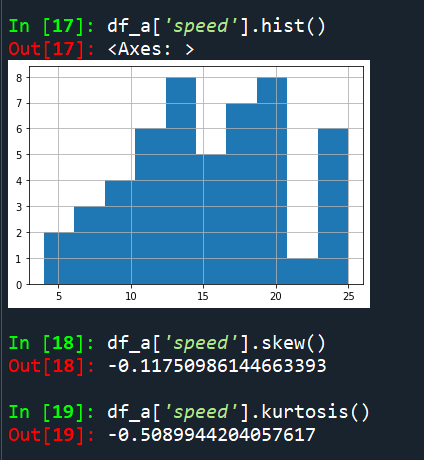 In [17]: df_a['speed'].hist()
Out[17]: <Axes: >
8
7
6
5
4
3
2
1
0
5 10 15 20 25
In [18]: df_a['speed'].skew()
Out[18]: -0.11750986144663393
In [19]: df_a['speed'].kurtosis()
Out[19]: -0.5089944204057617